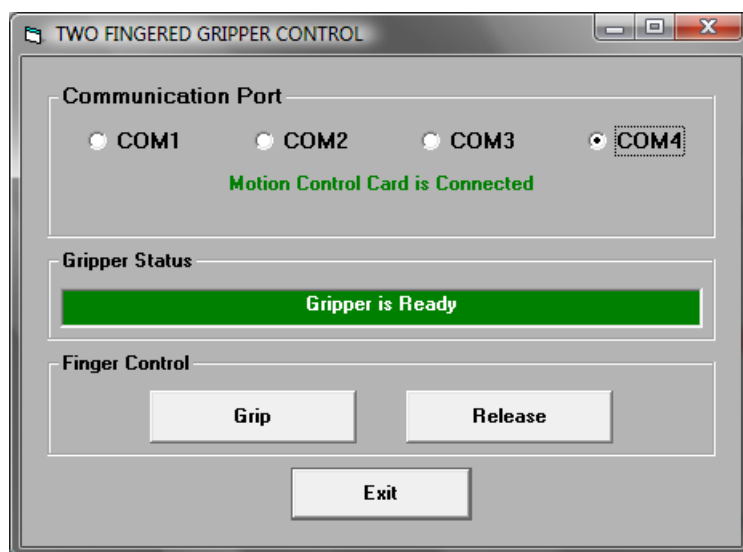 TWO FINGERED GRIPPER CONTROL
Communication Port
COM1 COM2 COM3 COM4
Motion Control Card is Connected
Gripper Status
Gripper is Ready
Finger Control
Grip Release
Exit